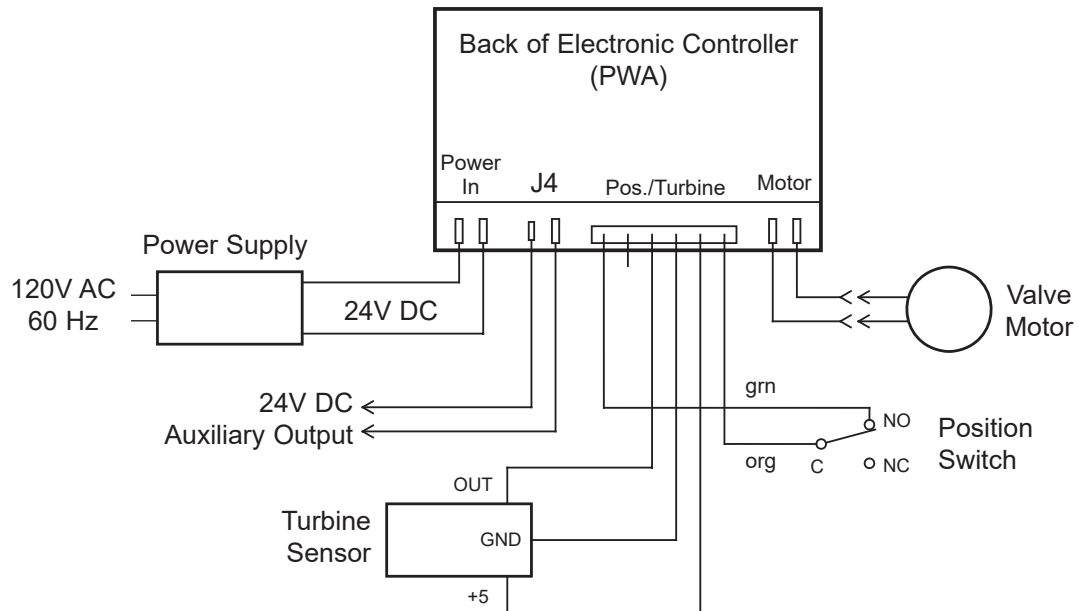 Back of Electronic Controller
(PWA)
Power
In
J4
Pos./Turbine
Motor
Power Supply
120V AC
60 Hz
24V DC
Valve
Motor
24V DC
Auxiliary Output
grn
org
NO
C
NC
Position
Switch
OUT
Turbine
Sensor
GND
+5